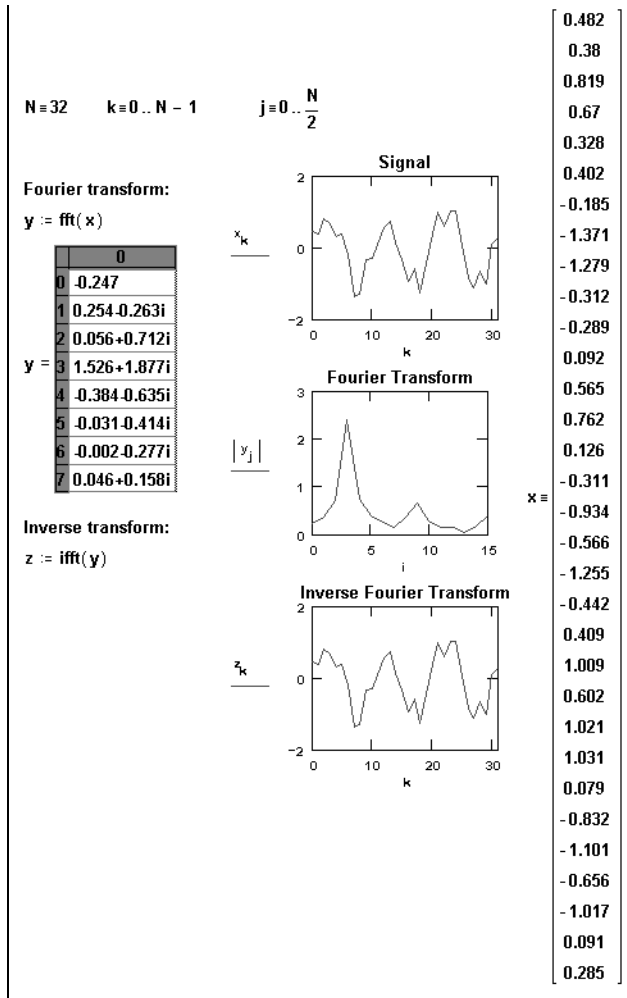 N ≡ 32 k ≡ 0 .. N − 1 j ≡ 0 .. N/2
Fourier transform:
y := fft(x)
y =
0
0 -0.247
1 0.254-0.263i
2 0.056+0.712i
3 1.526+1.877i
4 -0.384-0.635i
5 -0.031-0.414i
6 -0.002-0.277i
7 0.046+0.158i
Inverse transform:
z := ifft(y)
Signal
x_k
2
0
−2
0 10 20 30
k
Fourier Transform
|y_j|
3
2
1
0
0 5 10 15
j
Inverse Fourier Transform
z_k
2
0
−2
0 10 20 30
k
x ≡
0.482
0.38
0.819
0.67
0.328
0.402
-0.185
-1.371
-1.279
-0.312
-0.289
0.092
0.565
0.762
0.126
-0.311
-0.934
-0.566
-1.255
-0.442
0.409
1.009
0.602
1.021
1.031
0.079
-0.832
-1.101
-0.656
-1.017
0.091
0.285